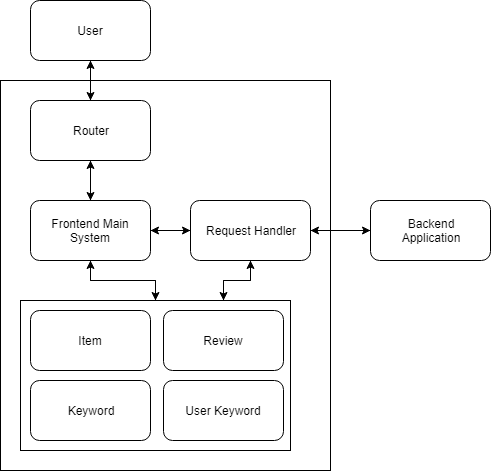 User
Router
Frontend Main
System
Request Handler
Backend
Application
Item
Review
Keyword
User Keyword